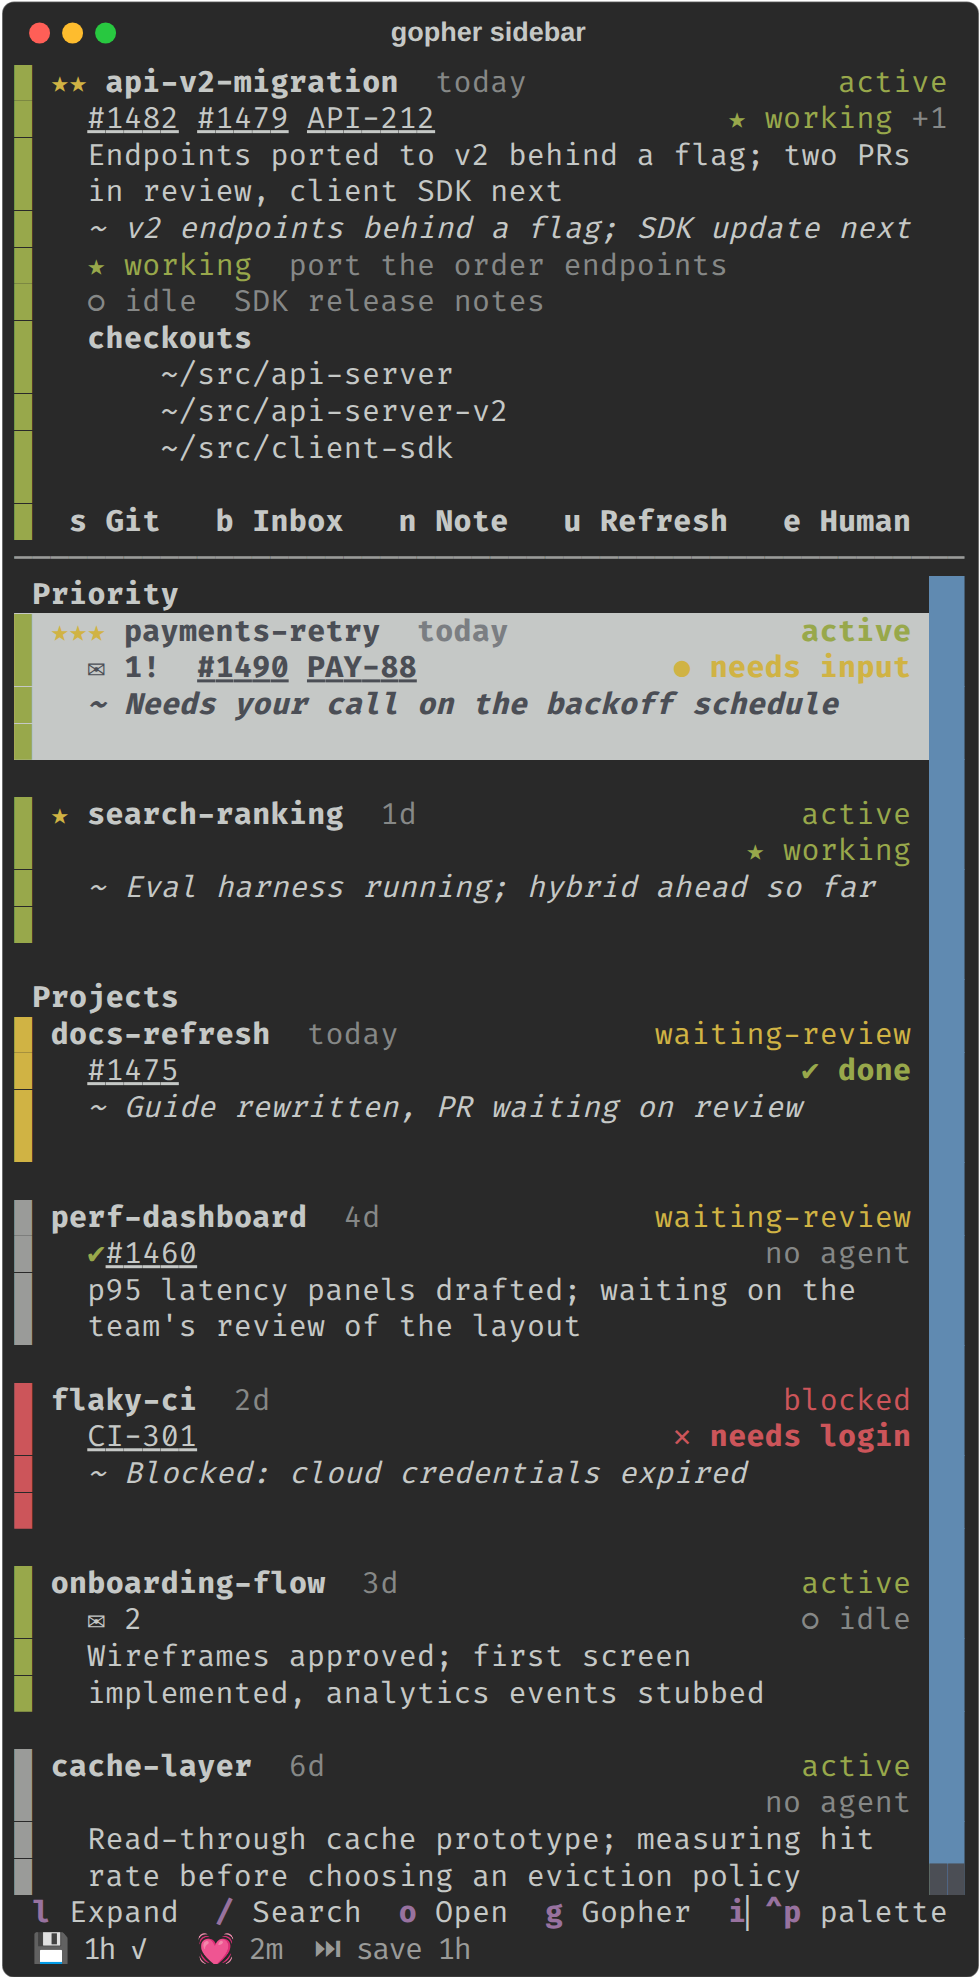 gopher sidebar
★★ api-v2-migration today active
#1482 #1479 API-212 ★ working +1
Endpoints ported to v2 behind a flag; two PRs
in review, client SDK next
~ v2 endpoints behind a flag; SDK update next
★ working port the order endpoints
○ idle SDK release notes
checkouts
~/src/api-server
~/src/api-server-v2
~/src/client-sdk
s Git b Inbox n Note u Refresh e Human
Priority
★★★ payments-retry today active
✉ 1! #1490 PAY-88 ● needs input
~ Needs your call on the backoff schedule
★ search-ranking 1d active
★ working
~ Eval harness running; hybrid ahead so far
Projects
docs-refresh today waiting-review
#1475 ✔ done
~ Guide rewritten, PR waiting on review
perf-dashboard 4d waiting-review
✔#1460 no agent
p95 latency panels drafted; waiting on the
team's review of the layout
flaky-ci 2d blocked
CI-301 ✕ needs login
~ Blocked: cloud credentials expired
onboarding-flow 3d active
✉ 2 ○ idle
Wireframes approved; first screen
implemented, analytics events stubbed
cache-layer 6d active
no agent
Read-through cache prototype; measuring hit
rate before choosing an eviction policy
l Expand / Search o Open g Gopher i ^p palette
💾 1h √ 💓 2m ⏭ save 1h